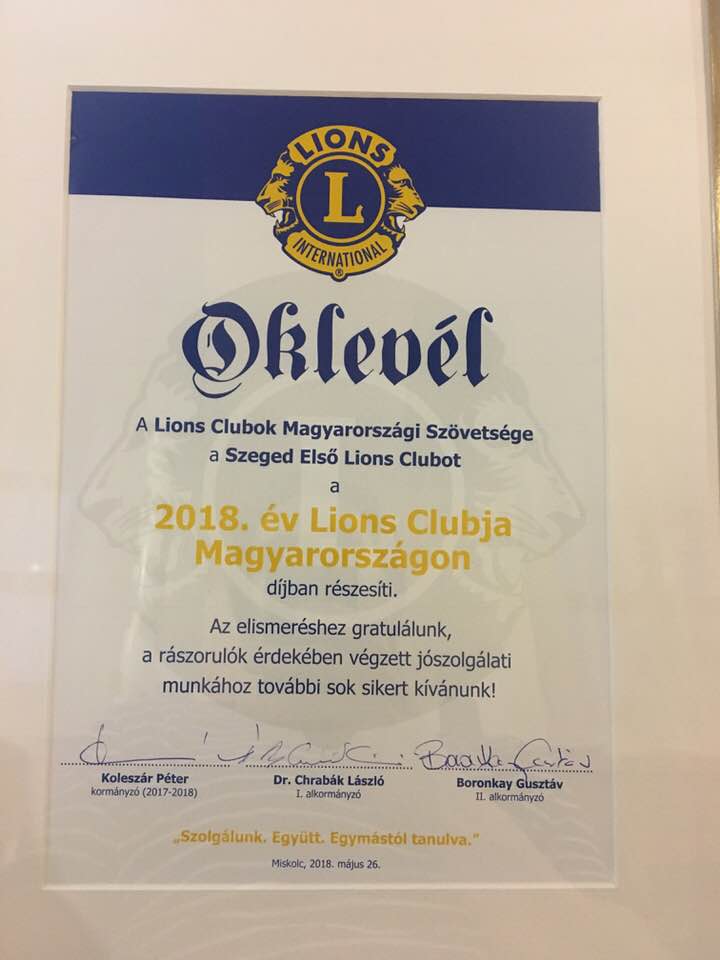 LIONS
L
INTERNATIONAL
®
Oklevél
A Lions Clubok Magyarországi Szövetsége
a Szeged Első Lions Clubot
a
2018. év Lions Clubja
Magyarországon
díjban részesíti.
Az elismeréshez gratulálunk,
a rászorulók érdekében végzett jószolgálati
munkához további sok sikert kívánunk!
Koleszár Péter
kormányzó (2017-2018)
Dr. Chrabák László
I. alkormányzó
Boronkay Gusztáv
II. alkormányzó
„Szolgálunk. Együtt. Egymástól tanulva.”
Miskolc, 2018. május 26.